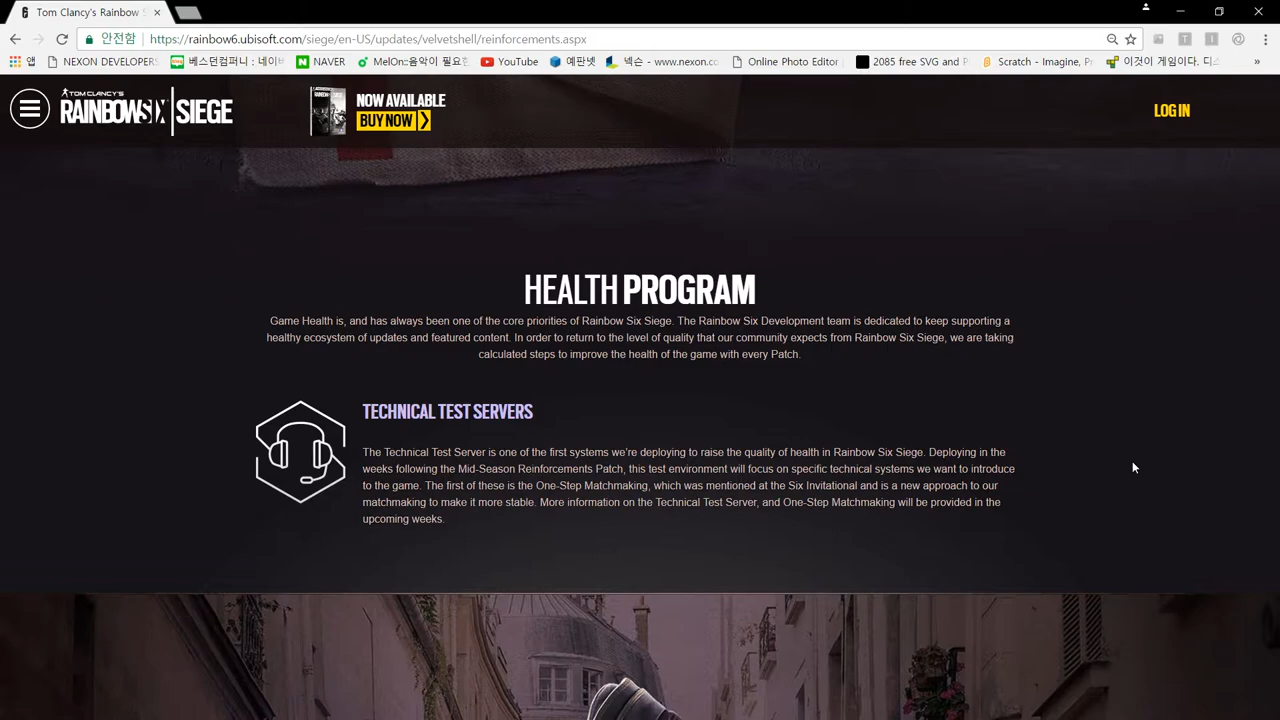 Tom Clancy's Rainbow S
안전함 https://rainbow6.ubisoft.com/siege/en-US/updates/velvetshell/reinforcements.aspx
앱 NEXON DEVELOPERS 베스던컴퍼니 : 네이버 NAVER MelOn::음악이 필요한 YouTube 예판넷 넥슨 - www.nexon.co Online Photo Editor 2085 free SVG and P Scratch - Imagine, P 이것이 게임이다. 디스 »
TOM CLANCY'S
RAINBOW SIX SIEGE
NOW AVAILABLE
BUY NOW
LOG IN
HEALTH PROGRAM
Game Health is, and has always been one of the core priorities of Rainbow Six Siege. The Rainbow Six Development team is dedicated to keep supporting a
healthy ecosystem of updates and featured content. In order to return to the level of quality that our community expects from Rainbow Six Siege, we are taking
calculated steps to improve the health of the game with every Patch.
TECHNICAL TEST SERVERS
The Technical Test Server is one of the first systems we're deploying to raise the quality of health in Rainbow Six Siege. Deploying in the
weeks following the Mid-Season Reinforcements Patch, this test environment will focus on specific technical systems we want to introduce
to the game. The first of these is the One-Step Matchmaking, which was mentioned at the Six Invitational and is a new approach to our
matchmaking to make it more stable. More information on the Technical Test Server, and One-Step Matchmaking will be provided in the
upcoming weeks.